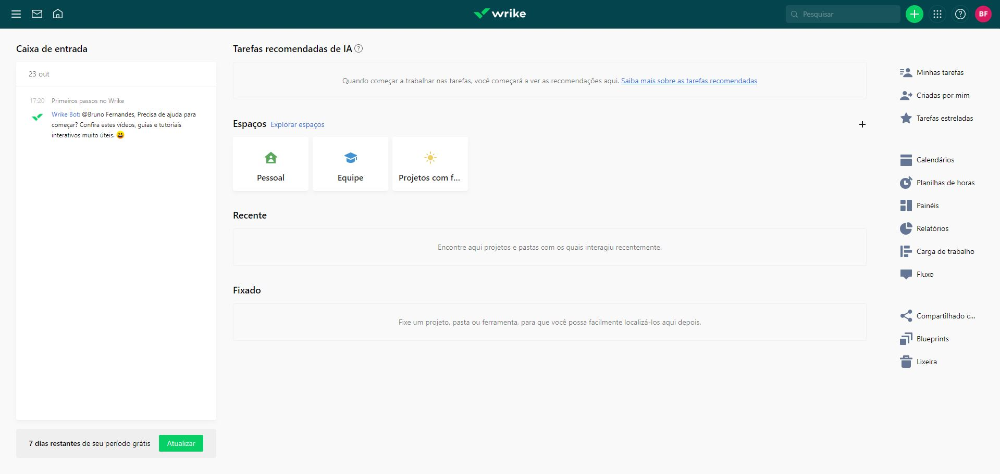 wrike
Pesquisar
BF
Caixa de entrada
23 out
17:20 Primeiros passos no Wrike
Wrike Bot: @Bruno Fernandes, Precisa de ajuda para
começar? Confira estes vídeos, guias e tutoriais
interativos muito úteis. 😀
7 dias restantes de seu período grátis
Atualizar
Tarefas recomendadas de IA ?
Quando começar a trabalhar nas tarefas, você começará a ver as recomendações aqui. Saiba mais sobre as tarefas recomendadas
Espaços Explorar espaços
Pessoal
Equipe
Projetos com f...
Recente
Encontre aqui projetos e pastas com os quais interagiu recentemente.
Fixado
Fixe um projeto, pasta ou ferramenta, para que você possa facilmente localizá-los aqui depois.
Minhas tarefas
Criadas por mim
Tarefas estreladas
Calendários
Planilhas de horas
Painéis
Relatórios
Carga de trabalho
Fluxo
Compartilhado c...
Blueprints
Lixeira